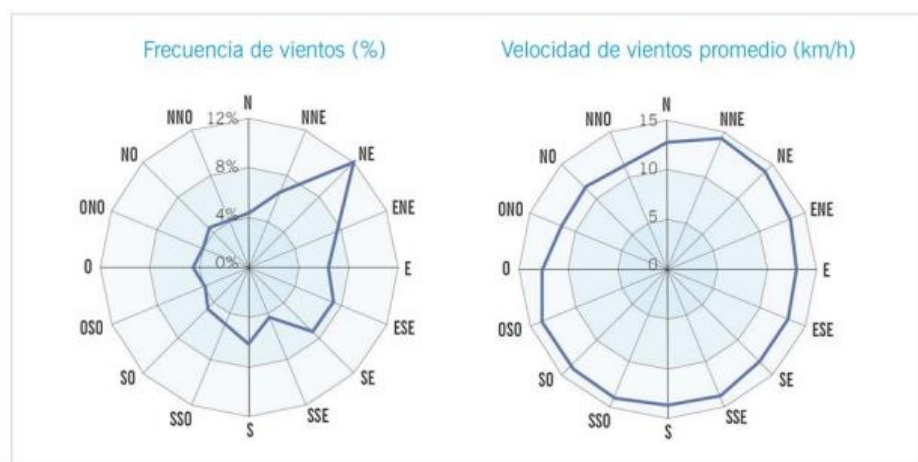 Frecuencia de vientos (%)
N
NNE
NE
ENE
E
ESE
SE
SSE
S
SSO
SO
OSO
O
ONO
NO
NNO
12%
8%
4%
0%
Velocidad de vientos promedio (km/h)
N
NNE
NE
ENE
E
ESE
SE
SSE
S
SSO
SO
OSO
O
ONO
NO
NNO
15
10
5
0